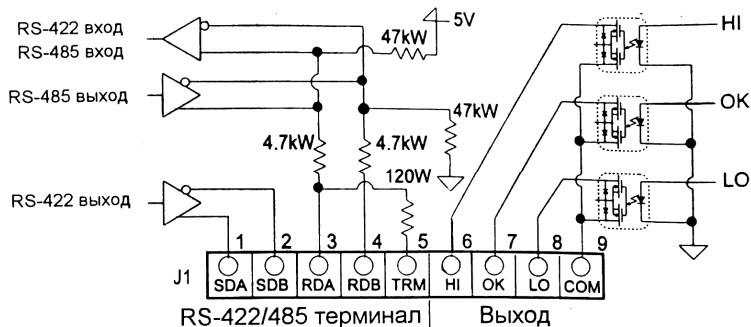 RS-422 вход
RS-485 вход
5V
47kW
HI
RS-485 выход
47kW
OK
4.7kW
4.7kW
120W
LO
RS-422 выход
1 2 3 4 5 6 7 8 9
J1
SDA SDB RDA RDB TRM HI OK LO COM
RS-422/485 терминал
Выход